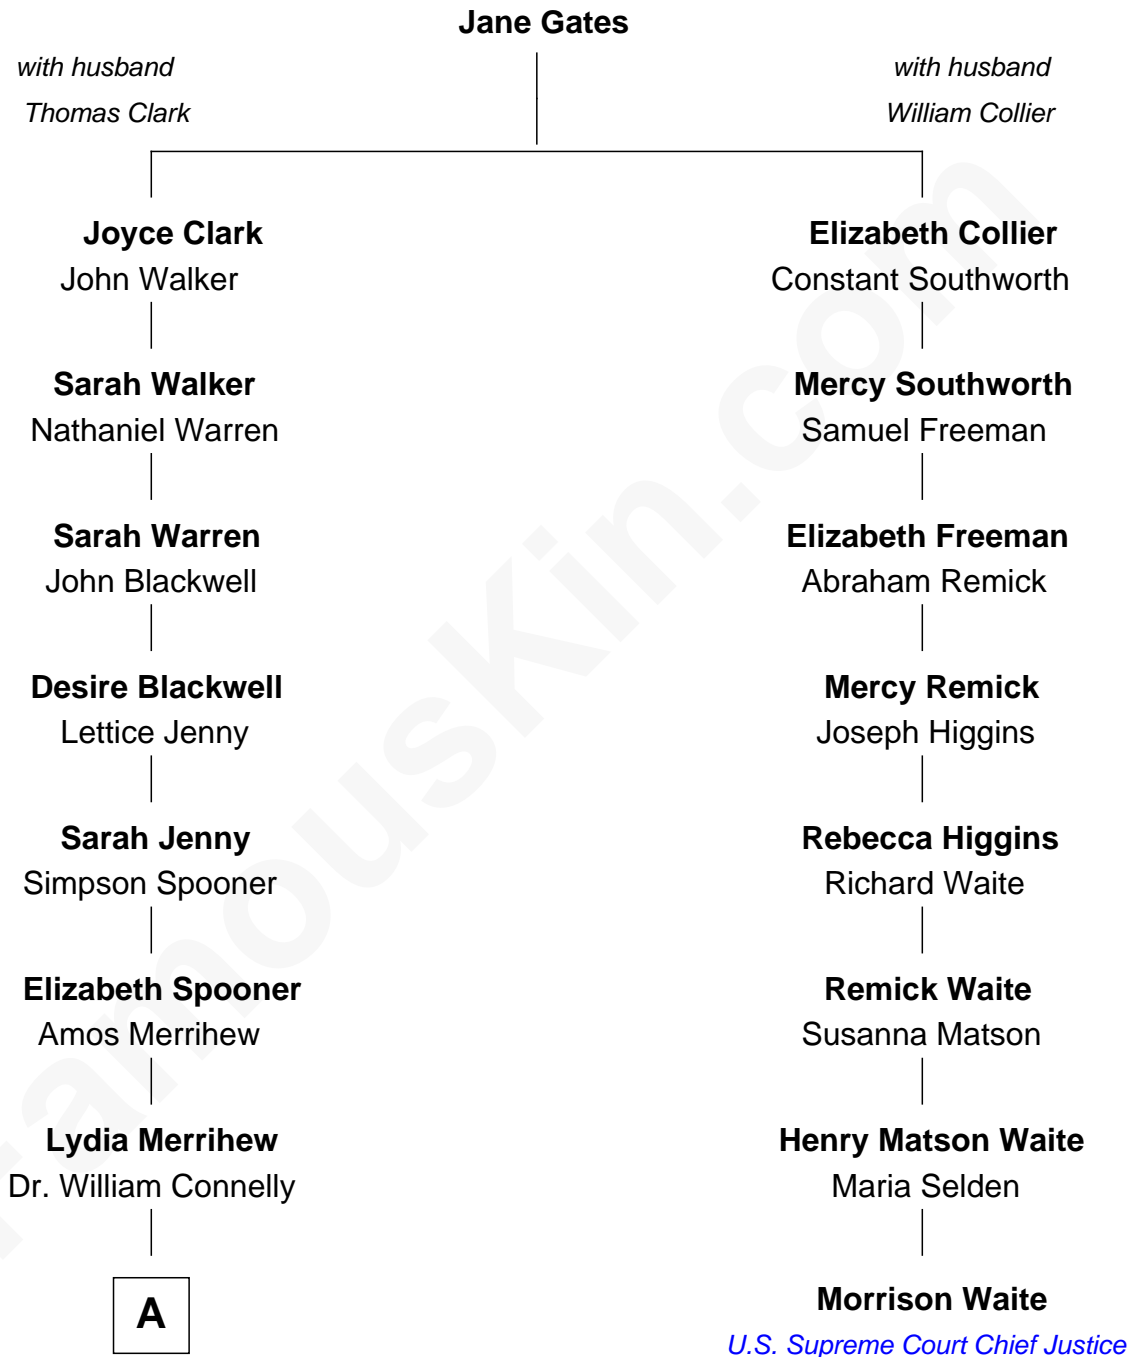 Jane Gates
with husband
Thomas Clark
with husband
William Collier
Joyce Clark
John Walker
Elizabeth Collier
Constant Southworth
Sarah Walker
Nathaniel Warren
Mercy Southworth
Samuel Freeman
Sarah Warren
John Blackwell
Elizabeth Freeman
Abraham Remick
Desire Blackwell
Lettice Jenny
Mercy Remick
Joseph Higgins
Sarah Jenny
Simpson Spooner
Rebecca Higgins
Richard Waite
Elizabeth Spooner
Amos Merrihew
Remick Waite
Susanna Matson
Lydia Merrihew
Dr. William Connelly
Henry Matson Waite
Maria Selden
A
Morrison Waite
U.S. Supreme Court Chief Justice
FamousKin.com